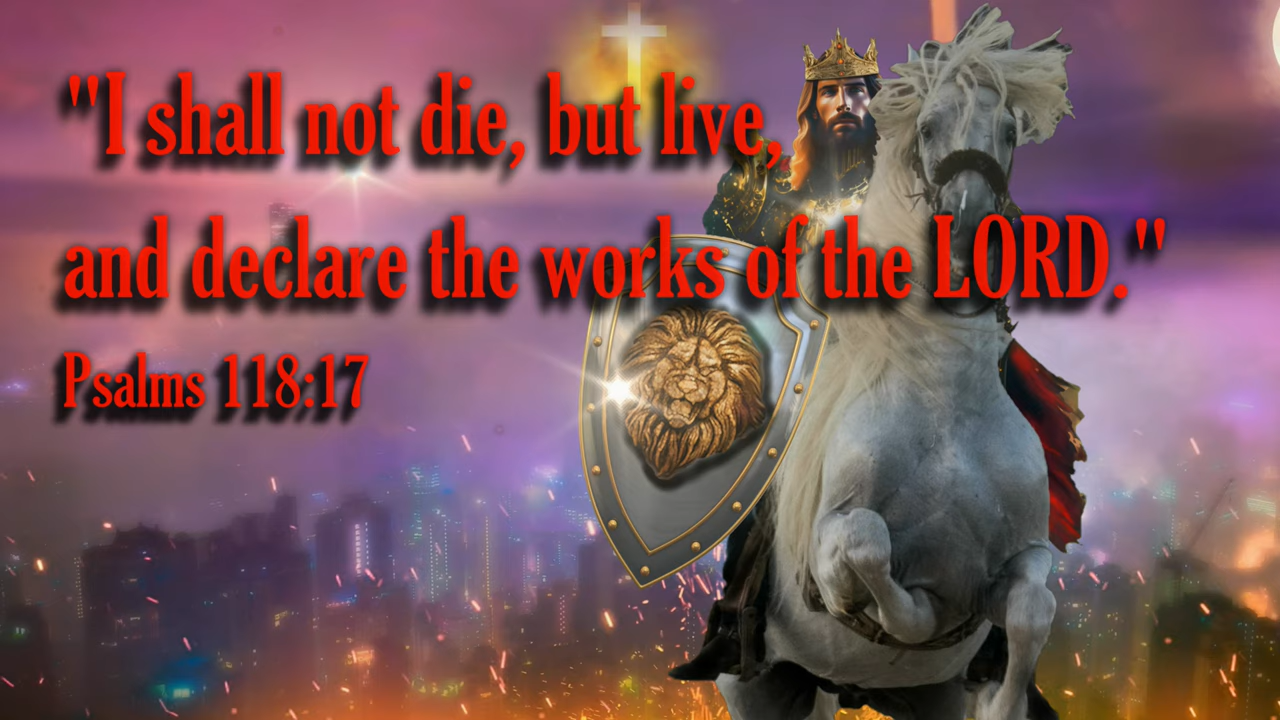 "I shall not die, but live,
and declare the works of the LORD."
Psalms 118:17